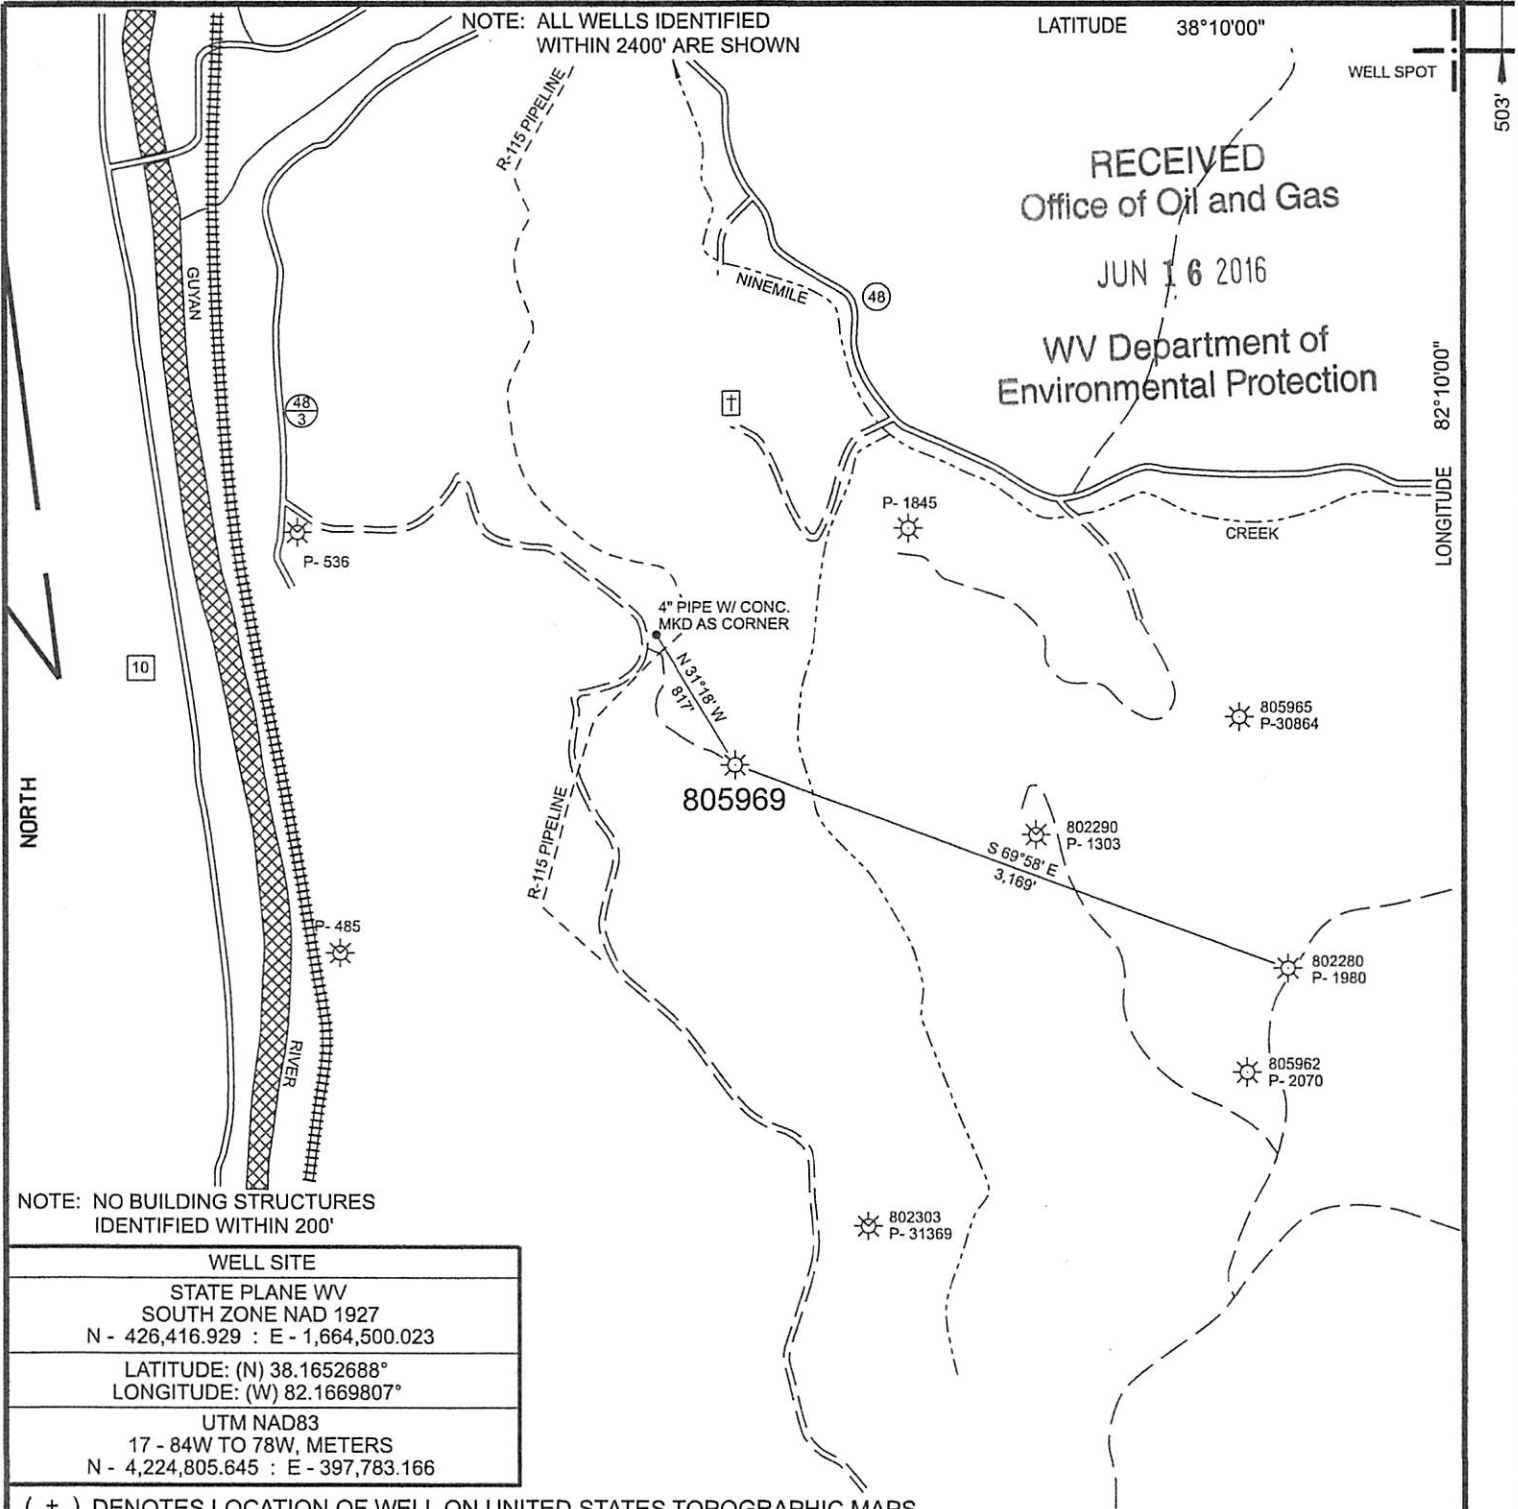 NOTE: ALL WELLS IDENTIFIED
WITHIN 2400' ARE SHOWN
LATITUDE 38°10'00"
WELL SPOT
503'
R-115 PIPELINE
RECEIVED
Office of Oil and Gas
JUN 16 2016
WV Department of
Environmental Protection
GUYAN
NINEMILE
48
82°10'00"
LONGITUDE
48
3
P- 1845
CREEK
P- 536
4" PIPE W/ CONC.
MKD AS CORNER
10
N 31°18' W
817'
805965
P-30864
805969
NORTH
R-115 PIPELINE
802290
P- 1303
S 69°58' E
3,169'
P- 485
802280
P- 1980
RIVER
805962
P- 2070
NOTE: NO BUILDING STRUCTURES
IDENTIFIED WITHIN 200'
802303
P- 31369
WELL SITE
STATE PLANE WV
SOUTH ZONE NAD 1927
N - 426,416.929 : E - 1,664,500.023
LATITUDE: (N) 38.1652688°
LONGITUDE: (W) 82.1669807°
UTM NAD83
17 - 84W TO 78W, METERS
N - 4,224,805.645 : E - 397,783.166
( + ) DENOTES LOCATION OF WELL ON UNITED STATES TOPOGRAPHIC MAPS